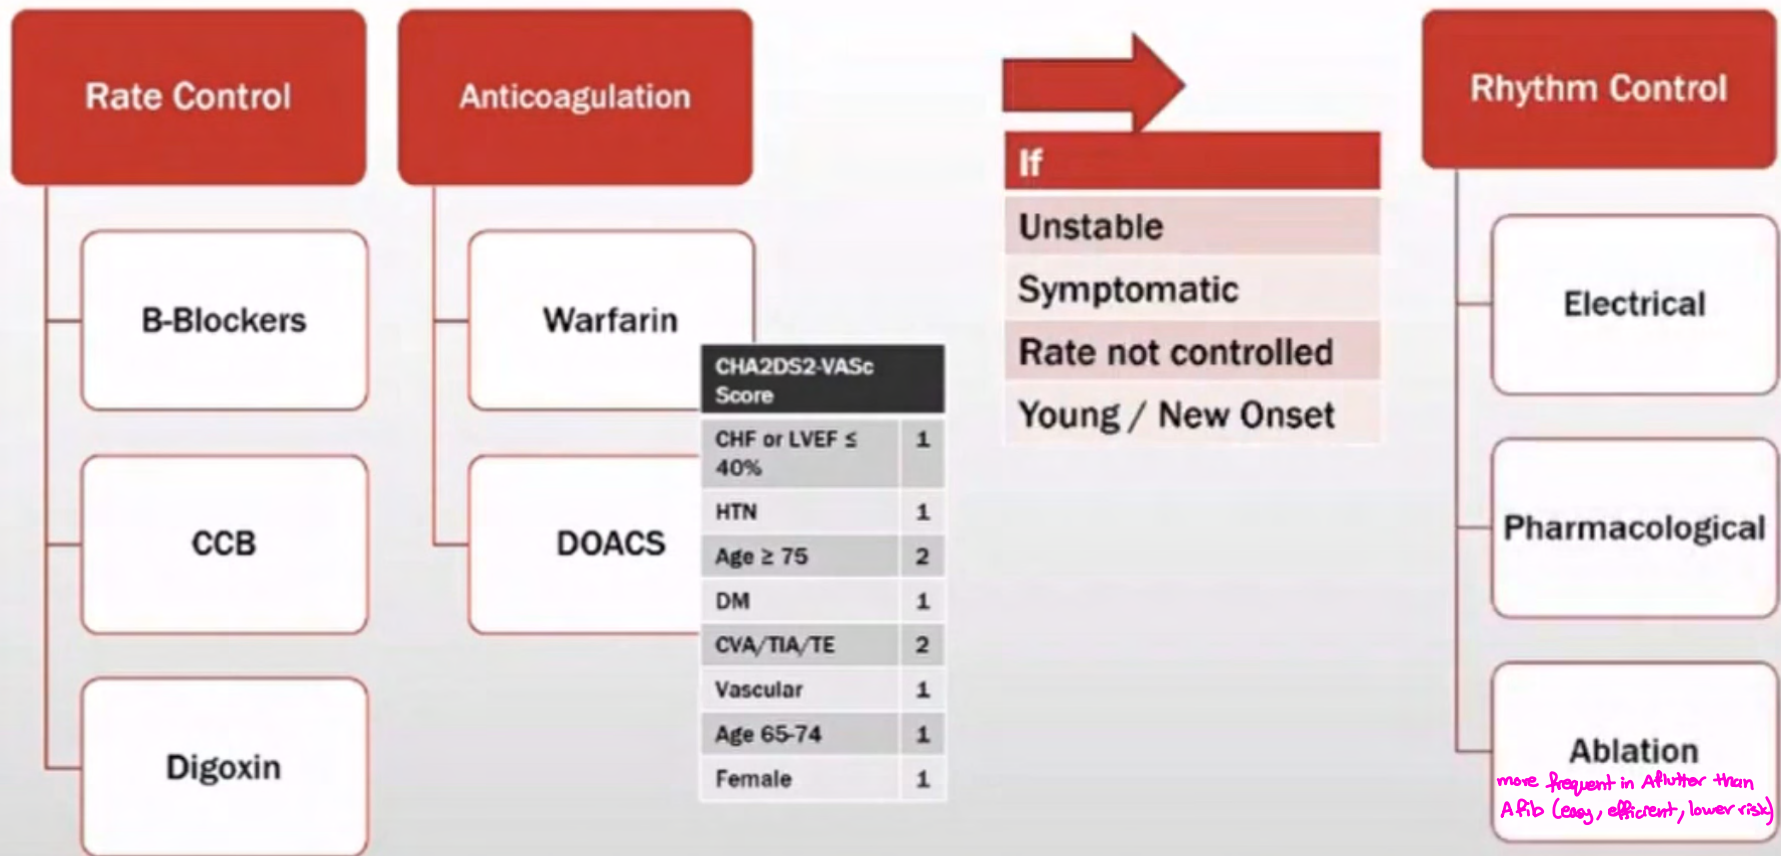 Rate Control
B-Blockers
CCB
Digoxin
Anticoagulation
Warfarin
DOACS
CHA2DS2-VASc
Score
CHF or LVEF ≤ 1
40%
HTN 1
Age ≥ 75 2
DM 1
CVA/TIA/TE 2
Vascular 1
Age 65-74 1
Female 1
If
Unstable
Symptomatic
Rate not controlled
Young / New Onset
Rhythm Control
Electrical
Pharmacological
Ablation
more frequent in Aflutter than
Afib (easy, efficient, lower risk)